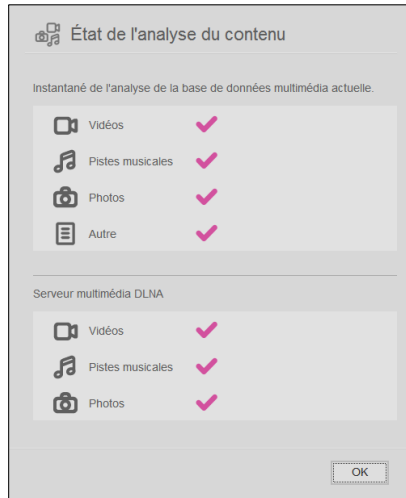 État de l'analyse du contenu
Instantané de l'analyse de la base de données multimédia actuelle.
Vidéos
Pistes musicales
Photos
Autre
Serveur multimédia DLNA
Vidéos
Pistes musicales
Photos
OK